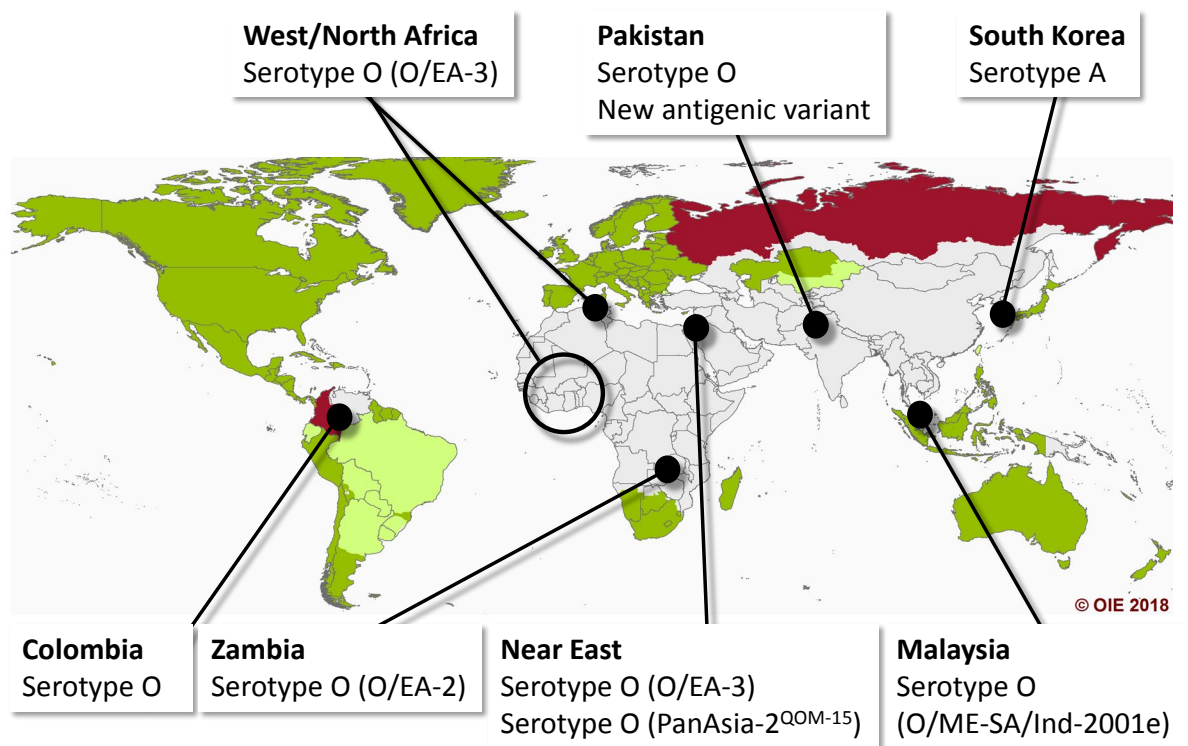 West/North Africa
Serotype O (O/EA-3)
Pakistan
Serotype O
New antigenic variant
South Korea
Serotype A
© OIE 2018
Colombia
Serotype O
Zambia
Serotype O (O/EA-2)
Near East
Serotype O (O/EA-3)
Serotype O (PanAsia-2QOM-15)
Malaysia
Serotype O
(O/ME-SA/Ind-2001e)